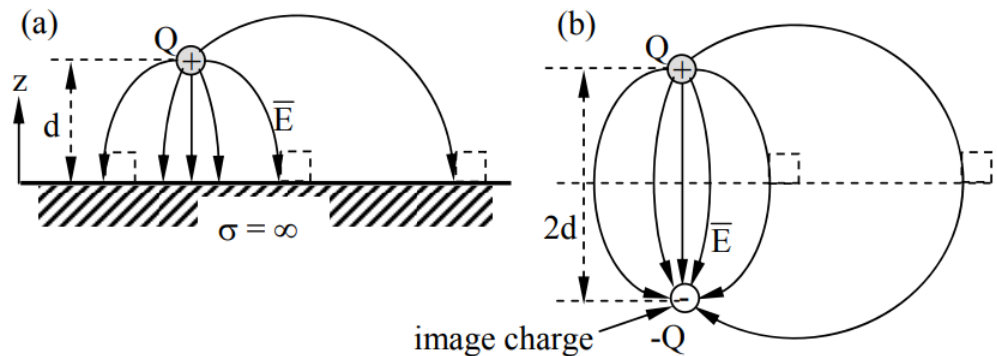 (a)
Q
+
z
d
E̅
σ = ∞
(b)
Q
+
2d
E̅
-
image charge
-Q